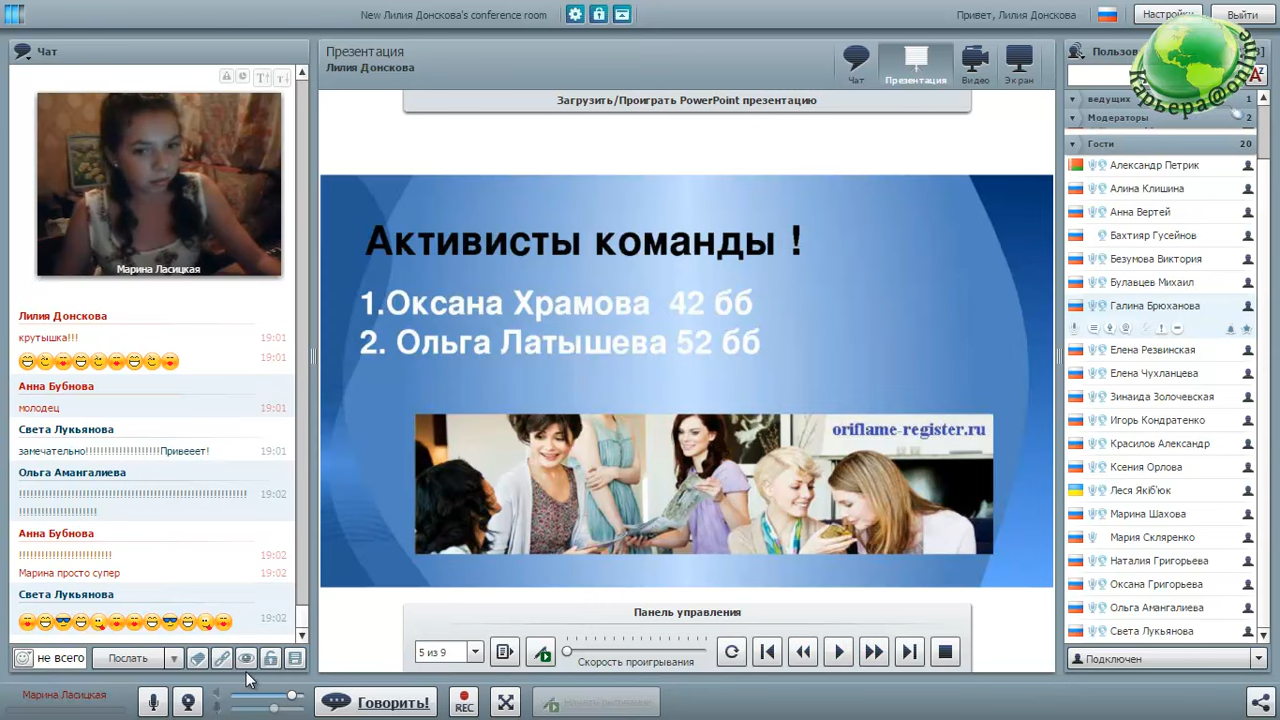 New Лилия Донскова's conference room
Привет, Лилия Донскова
Настройки
Выйти
Чат
Марина Ласицкая
Лилия Донскова
крутышка!!!
19:01
19:01
Анна Бубнова
молодец
19:01
Света Лукьянова
замечательно!!!!!!!!!!!!!!!!!!!!!Привееет!
19:01
Ольга Амангалиева
!!!!!!!!!!!!!!!!!!!!!!!!!!!!!!!!!!!!!!!!!!!!!!!!!!!!!!!!!!
19:02
!!!!!!!!!!!!!!!!!!!!
Анна Бубнова
!!!!!!!!!!!!!!!!!!!!!!!!
19:02
Марина просто супер
19:02
Света Лукьянова
19:02
не всего
Послать
Марина Ласицкая
Презентация
Лилия Донскова
Чат
Презентация
Видео
Экран
Загрузить/Проиграть PowerPoint презентацию
Активисты команды !
1.Оксана Храмова 42 бб
2. Ольга Латышева 52 бб
oriflame-register.ru
Панель управления
5 из 9
Скорость проигрывания
Говорить!
REC
карьера@online
ведущих 1
Модераторы 2
Гости 20
Александр Петрик
Алина Клишина
Анна Вертей
Бахтияр Гусейнов
Безумова Виктория
Булавцев Михаил
Галина Брюханова
Елена Резвинская
Елена Чухланцева
Зинаида Золочевская
Игорь Кондратенко
Красилов Александр
Ксения Орлова
Леся Якіб'юк
Марина Шахова
Мария Скляренко
Наталия Григорьева
Оксана Григорьева
Ольга Амангалиева
Света Лукьянова
Подключен